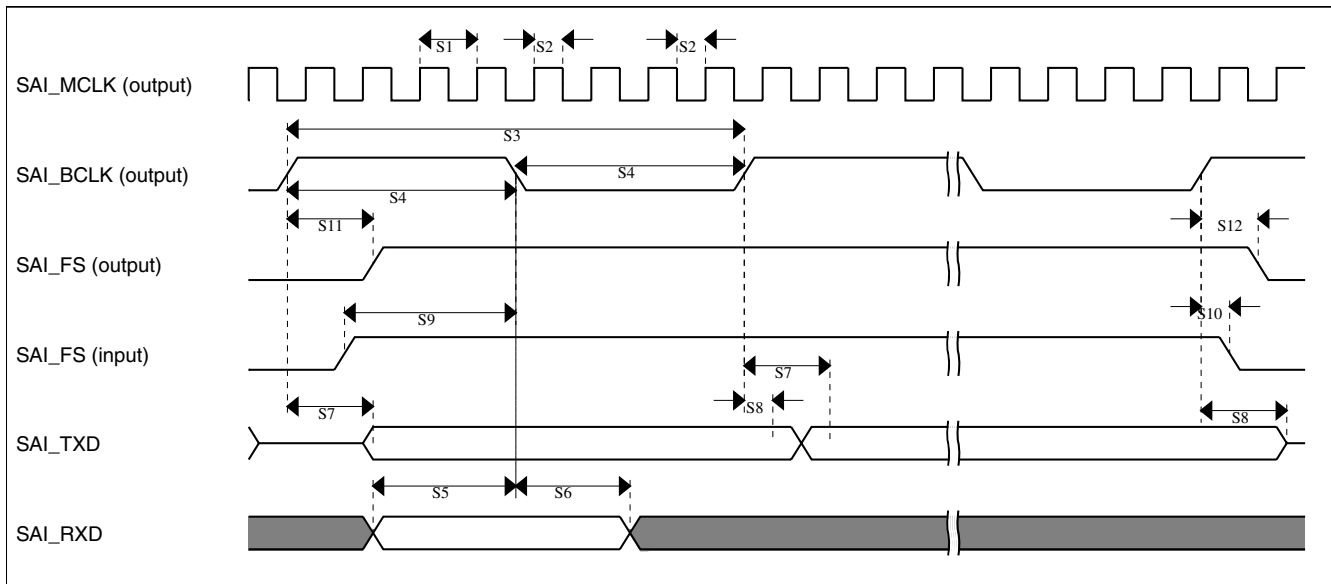 S1 S2 S2
SAI_MCLK (output)
S3
SAI_BCLK (output)
S4
S4
S11 S12
SAI_FS (output)
S9 S10
SAI_FS (input)
S7
S7 S8 S8
SAI_TXD
S5 S6
SAI_RXD